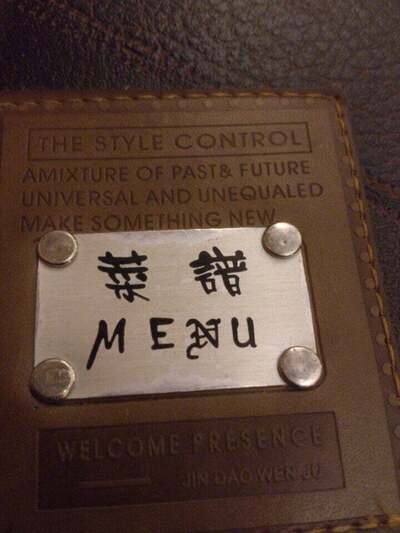 THE STYLE CONTROL
AMIXTURE OF PAST& FUTURE
UNIVERSAL AND UNEQUALED
MAKE SOMETHING NEW
菜譜
MENU
WELCOME PRESENCE
JIN DAO WEN JU